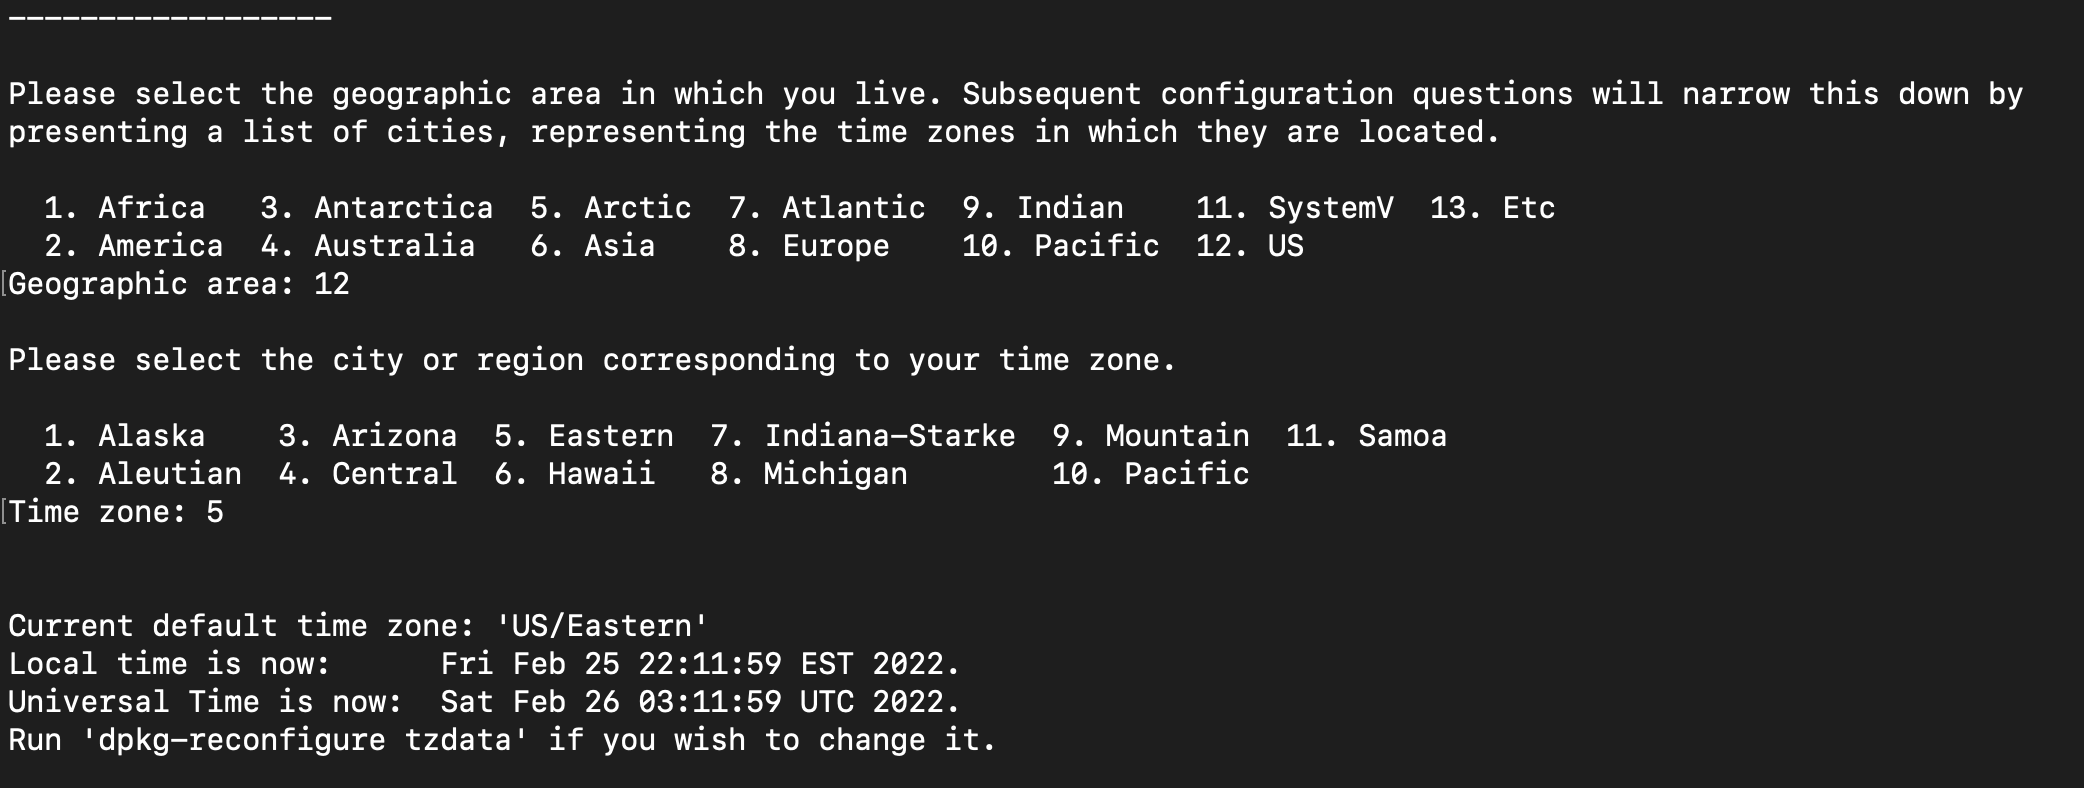 ------------------
Please select the geographic area in which you live. Subsequent configuration questions will narrow this down by
presenting a list of cities, representing the time zones in which they are located.
  1. Africa   3. Antarctica  5. Arctic  7. Atlantic  9. Indian    11. SystemV  13. Etc
  2. America  4. Australia   6. Asia    8. Europe    10. Pacific  12. US
[Geographic area: 12
Please select the city or region corresponding to your time zone.
  1. Alaska    3. Arizona  5. Eastern  7. Indiana-Starke  9. Mountain  11. Samoa
  2. Aleutian  4. Central  6. Hawaii   8. Michigan        10. Pacific
[Time zone: 5
Current default time zone: 'US/Eastern'
Local time is now:      Fri Feb 25 22:11:59 EST 2022.
Universal Time is now:  Sat Feb 26 03:11:59 UTC 2022.
Run 'dpkg-reconfigure tzdata' if you wish to change it.